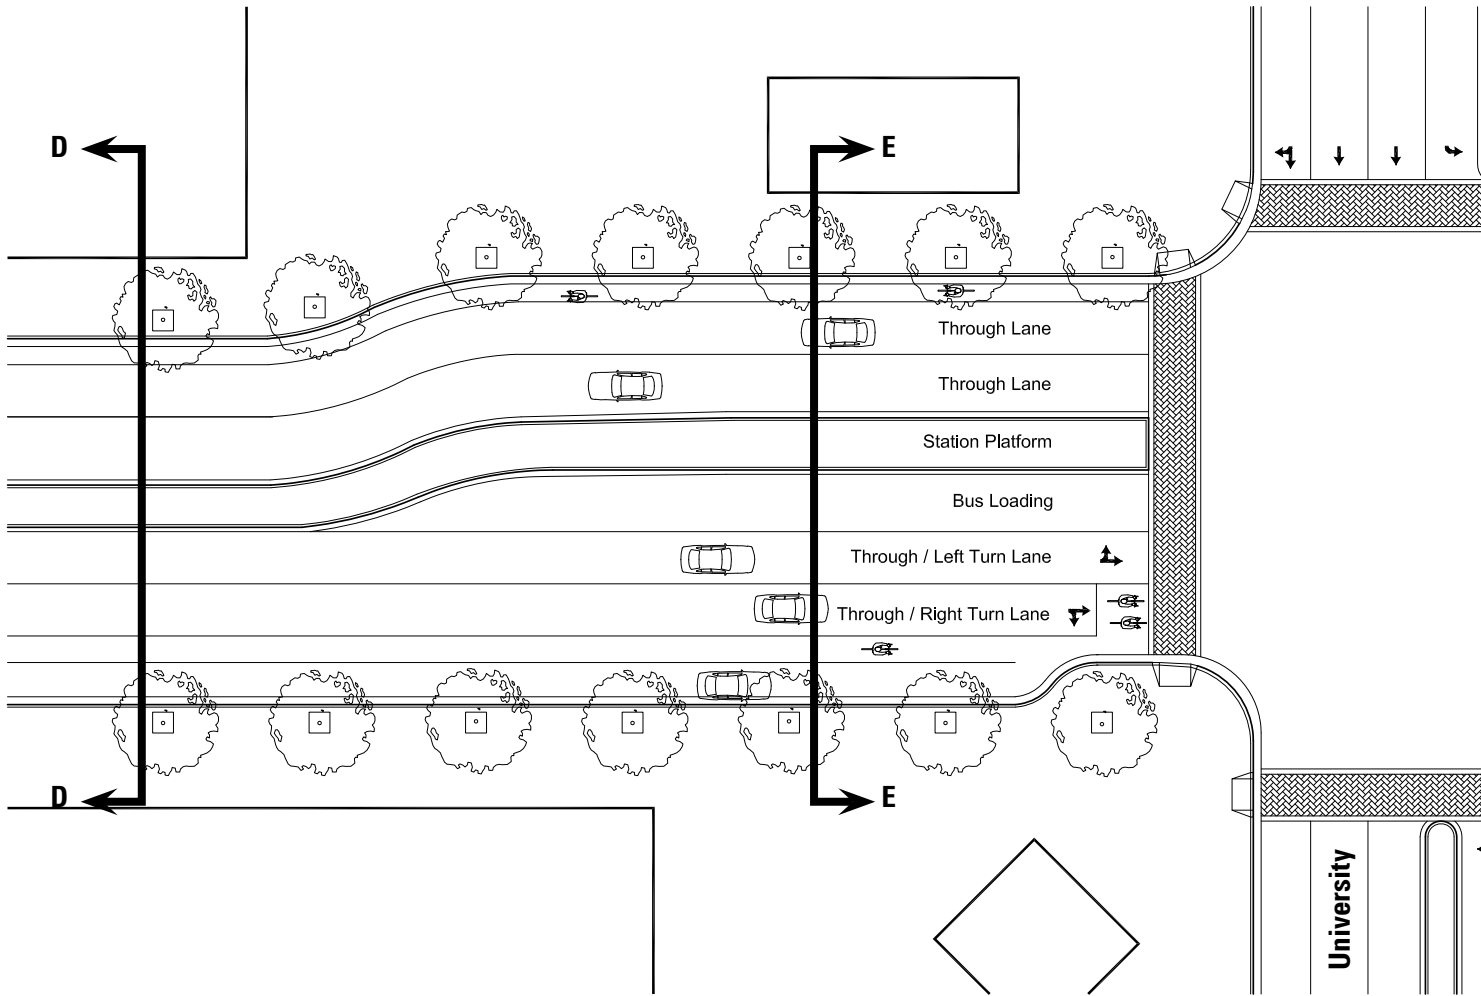 D
E
Through Lane
Through Lane
Station Platform
Bus Loading
Through / Left Turn Lane
Through / Right Turn Lane
D
E
University